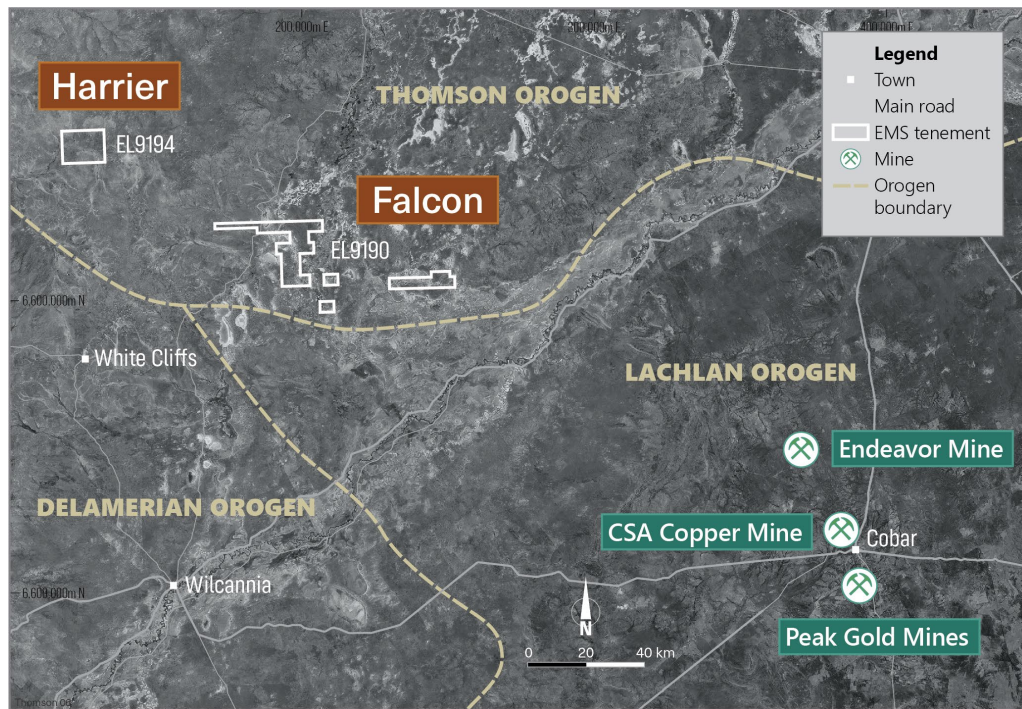 200,000m E
300,000m E
400,000m E
Harrier
EL9194
THOMSON OROGEN
Legend
Town
Main road
EMS tenement
Mine
Orogen
boundary
Falcon
EL9190
6,600,000m N
White Cliffs
LACHLAN OROGEN
Endeavor Mine
DELAMERIAN OROGEN
CSA Copper Mine
Cobar
Wilcannia
6,600,000m N
Peak Gold Mines
N
0 20 40 km